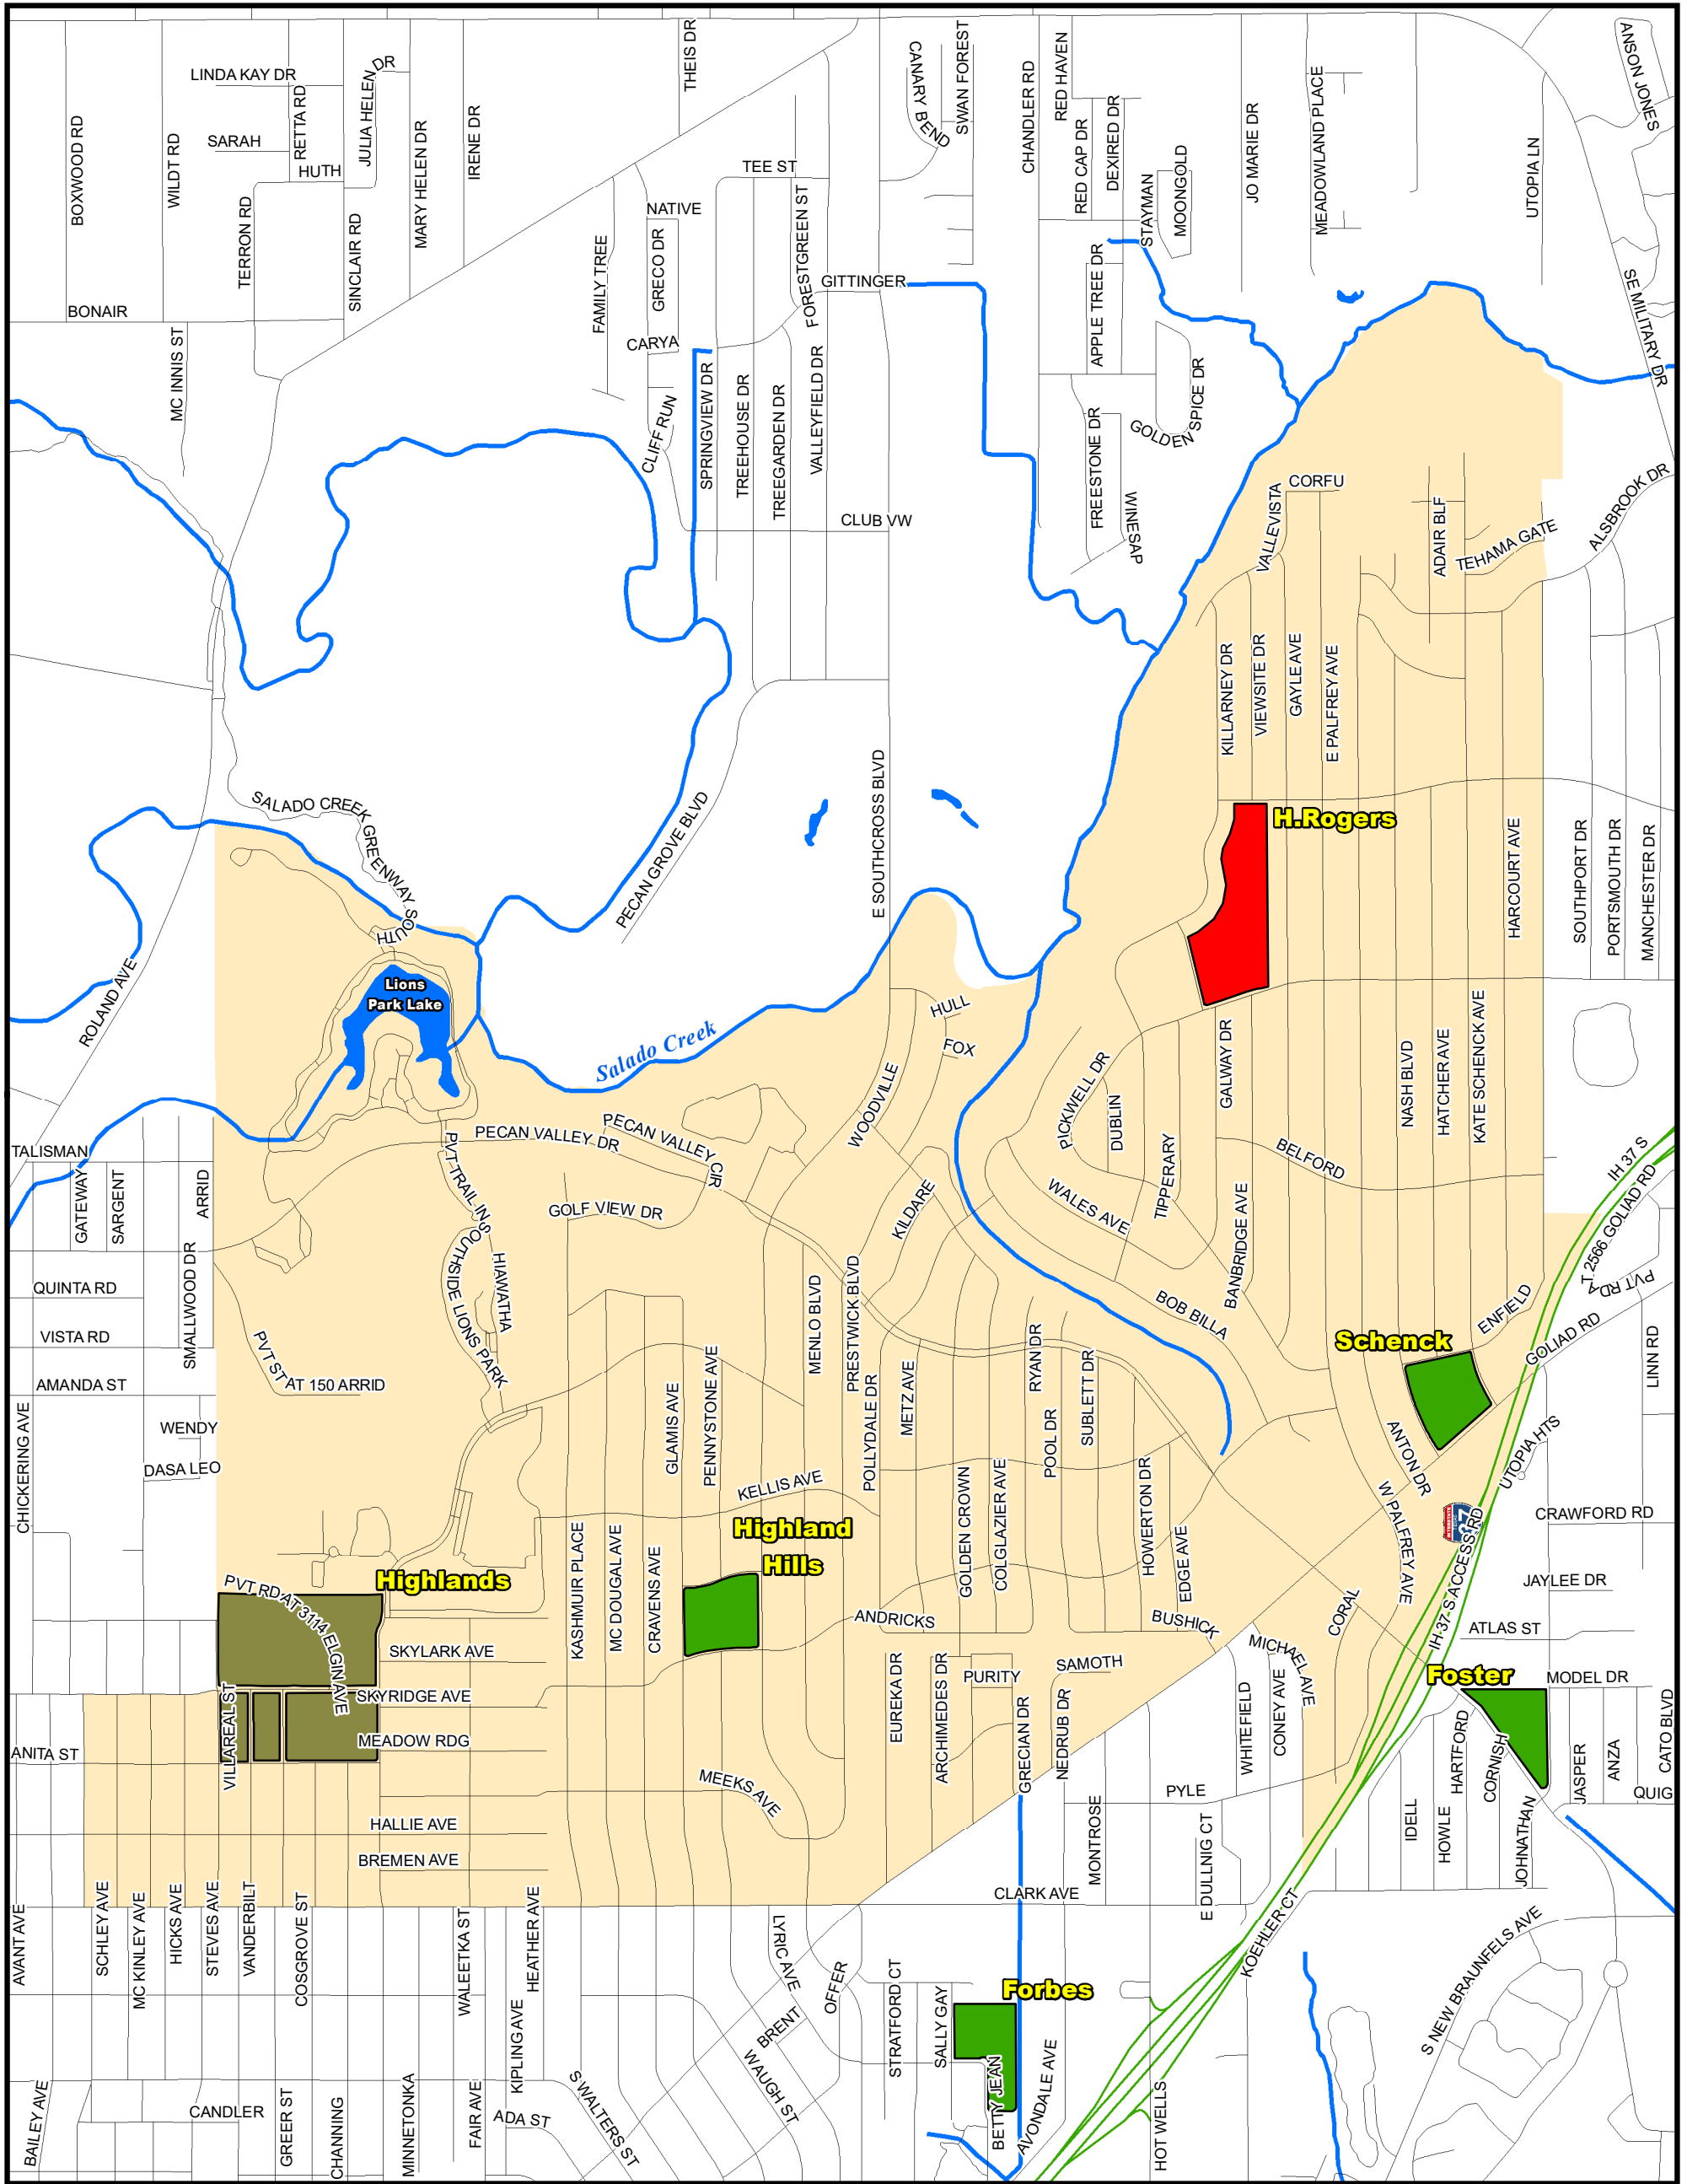 LINDA KAY DR
JULIA HELEN DR
THEIS DR
CANARY BEND
SWAN FOREST
CHANDLER RD
RED HAVEN
RED CAP DR
DEXIRED DR
JO MARIE DR
MEADOWLAND PLACE
UTOPIA LN
ANSON JONES
BOXWOOD RD
WILDT RD
SARAH
RETTA RD
HUTH
MARY HELEN DR
IRENE DR
TERRON RD
SINCLAIR RD
TEE ST
NATIVE
FAMILY TREE
GRECO DR
FORESTGREEN ST
GITTINGER
STAYMAN
MOONGOLD
APPLE TREE DR
SE MILITARY DR
BONAIR
MC INNIS ST
CARYA
CLIFF RUN
SPRINGVIEW DR
TREEHOUSE DR
TREEGARDEN DR
VALLEYFIELD DR
GOLDEN SPICE DR
FREESTONE DR
WINESAP
CLUB VW
CORFU
VALLEVISTA
ADAIR BLF
TEHAMA GATE
ALSBROOK DR
KILLARNEY DR
VIEWSITE DR
GAYLE AVE
E PALFREY AVE
E SOUTHCROSS BLVD
PECAN GROVE BLVD
SALADO CREEK GREENWAY SOUTH
H.Rogers
HARCOURT AVE
SOUTHPORT DR
PORTSMOUTH DR
MANCHESTER DR
ROLAND AVE
Lions
Park Lake
Salado Creek
HULL
FOX
WOODVILLE
PICKWELL DR
DUBLIN
GALWAY DR
NASH BLVD
HATCHER AVE
KATE SCHENCK AVE
TALISMAN
GATEWAY
SARGENT
ARRID
PECAN VALLEY DR
PECAN VALLEY CIR
PVT TRAIL IN SOUTHSIDE LIONS PARK
GOLF VIEW DR
HIAWATHA
KILDARE
WALES AVE
TIPPERARY
BELFORD
BANBRIDGE AVE
IH 37 S
T. 2566 GOLIAD RD
PVT RD A
QUINTA RD
VISTA RD
SMALLWOOD DR
AMANDA ST
PVT ST AT 150 ARRID
MENLO BLVD
PRESTWICK BLVD
BOB BILLA
ENFIELD
GOLIAD RD
LINN RD
Schenck
CHICKERING AVE
WENDY
DASA LEO
GLAMIS AVE
PENNYSTONE AVE
POLLYDALE DR
METZ AVE
RYAN DR
POOL DR
SUBLETT DR
ANTON DR
W PALFREY AVE
UTOPIA HTS
CRAWFORD RD
KELLIS AVE
Highland
Hills
GOLDEN CROWN
COLGLAZIER AVE
HOWERTON DR
EDGE AVE
37
IH 37 S ACCESS RD
JAYLEE DR
ATLAS ST
Highlands
PVT RD AT 3114 ELGIN AVE
KASHMUIR PLACE
MC DOUGAL AVE
CRAVENS AVE
ANDRICKS
BUSHICK
CORAL
SKYLARK AVE
SKYRIDGE AVE
MEADOW RDG
VILLAREAL ST
ANITA ST
EUREKA DR
ARCHIMEDES DR
PURITY
GRECIAN DR
SAMOTH
NEDRUB DR
MICHAEL AVE
WHITEFIELD
CONEY AVE
Foster
MODEL DR
CATO BLVD
MEEKS AVE
PYLE
MONTROSE
E DULLNIG CT
IDELL
HOWLE
HARTFORD
CORNISH
JOHNATHAN
JASPER
ANZA
QUIG
HALLIE AVE
BREMEN AVE
CLARK AVE
AVANT AVE
SCHLEY AVE
MC KINLEY AVE
HICKS AVE
STEVES AVE
VANDERBILT
COSGROVE ST
WALEETKA ST
HEATHER AVE
KIPLING AVE
LYRIC AVE
OFFER
BRENT
WAUGH ST
STRATFORD CT
SALLY GAY
Forbes
BETTY JEAN
AVONDALE AVE
HOT WELLS
KOEHLER CT
S NEW BRAUNFELS AVE
BAILEY AVE
CANDLER
GREER ST
CHANNING
MINNETONKA
FAIR AVE
ADA ST
S WALTERS ST